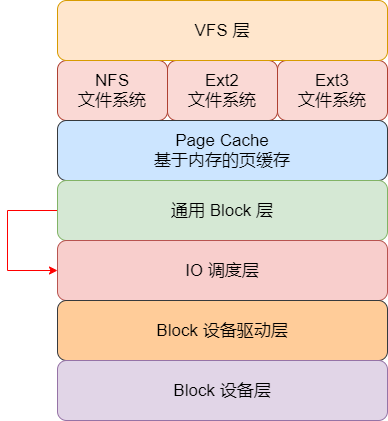 VFS 层
NFS
文件系统
Ext2
文件系统
Ext3
文件系统
Page Cache
基于内存的页缓存
通用 Block 层
IO 调度层
Block 设备驱动层
Block 设备层